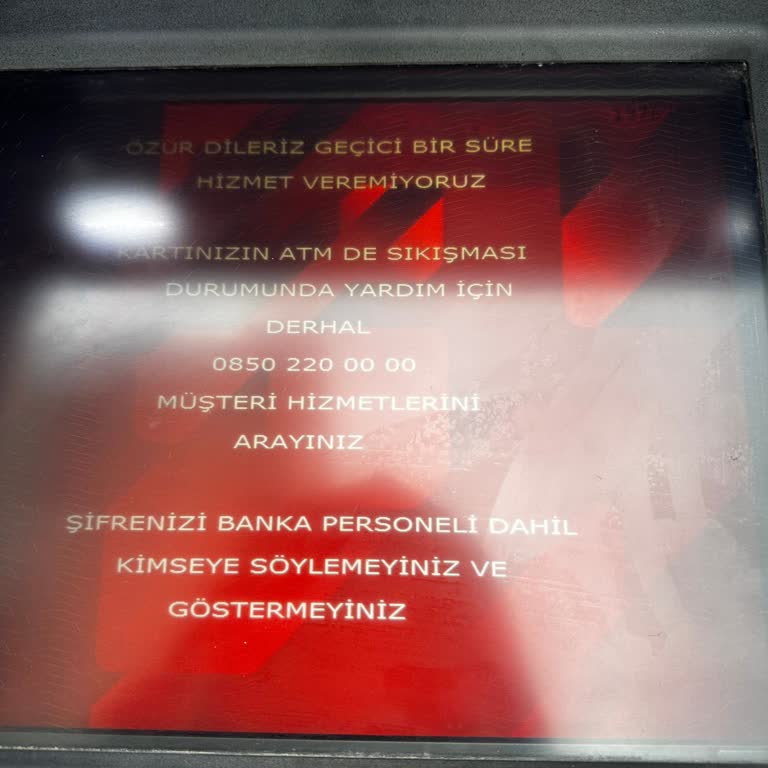 ÖZÜR DİLERİZ GEÇİCİ BİR SÜRE
HİZMET VEREMİYORUZ
KARTINIZIN ATM DE SIKIŞMASI
DURUMUNDA YARDIM İÇİN
DERHAL
0850 220 00 00
MÜŞTERİ HİZMETLERİNİ
ARAYINIZ
ŞİFRENİZİ BANKA PERSONELİ DAHİL
KİMSEYE SÖYLEMEYİNİZ VE
GÖSTERMEYİNİZ